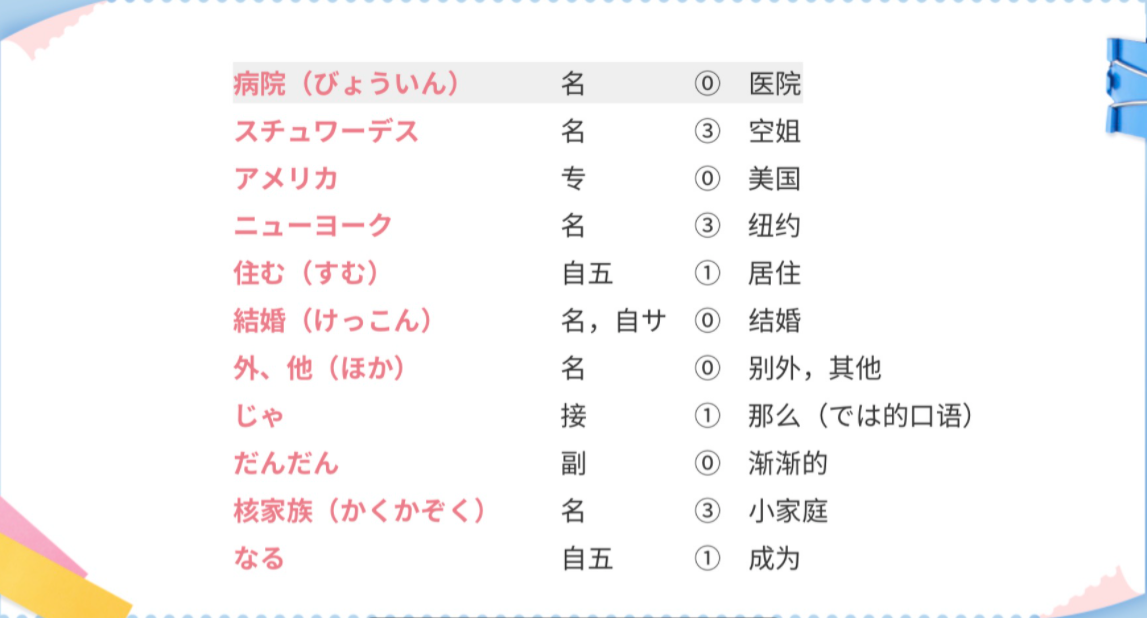 病院（びょういん） 名 ⓪ 医院
スチュワーデス 名 ③ 空姐
アメリカ 专 ⓪ 美国
ニューヨーク 名 ③ 纽约
住む（すむ） 自五 ① 居住
結婚（けっこん） 名，自サ ⓪ 结婚
外、他（ほか） 名 ⓪ 别外，其他
じゃ 接 ① 那么（では的口语）
だんだん 副 ⓪ 渐渐的
核家族（かくかぞく） 名 ③ 小家庭
なる 自五 ① 成为